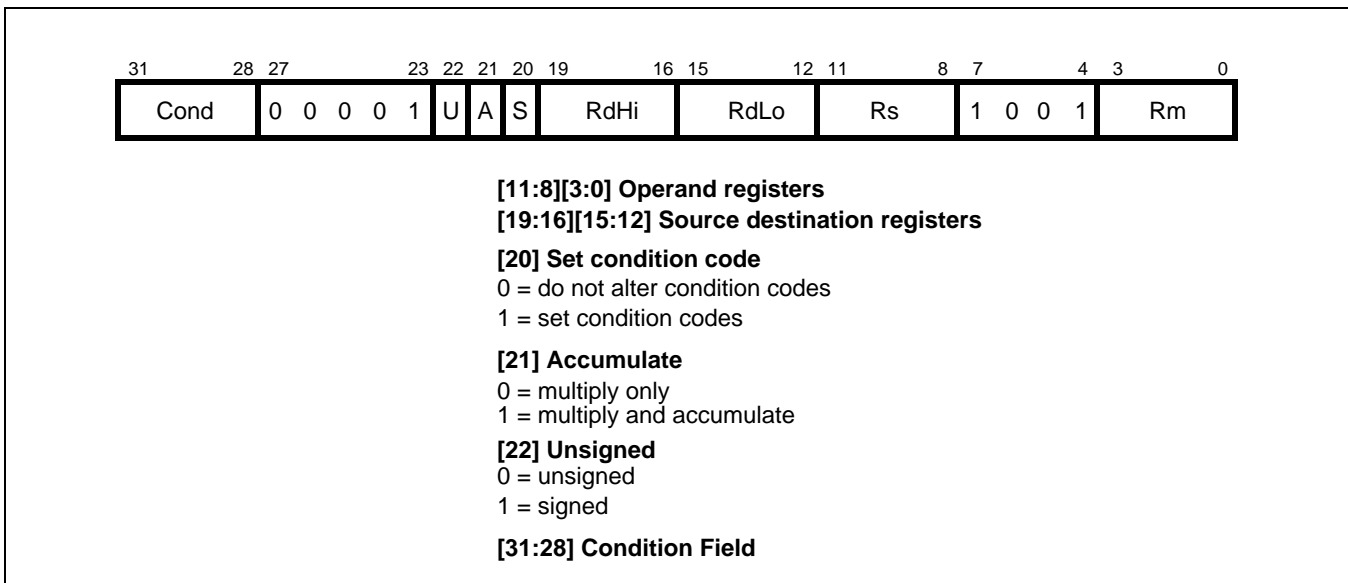 31 28 27 23 22 21 20 19 16 15 12 11 8 7 4 3 0
Cond 0 0 0 0 1 U A S RdHi RdLo Rs 1 0 0 1 Rm
[11:8][3:0] Operand registers
[19:16][15:12] Source destination registers
[20] Set condition code
0 = do not alter condition codes
1 = set condition codes
[21] Accumulate
0 = multiply only
1 = multiply and accumulate
[22] Unsigned
0 = unsigned
1 = signed
[31:28] Condition Field